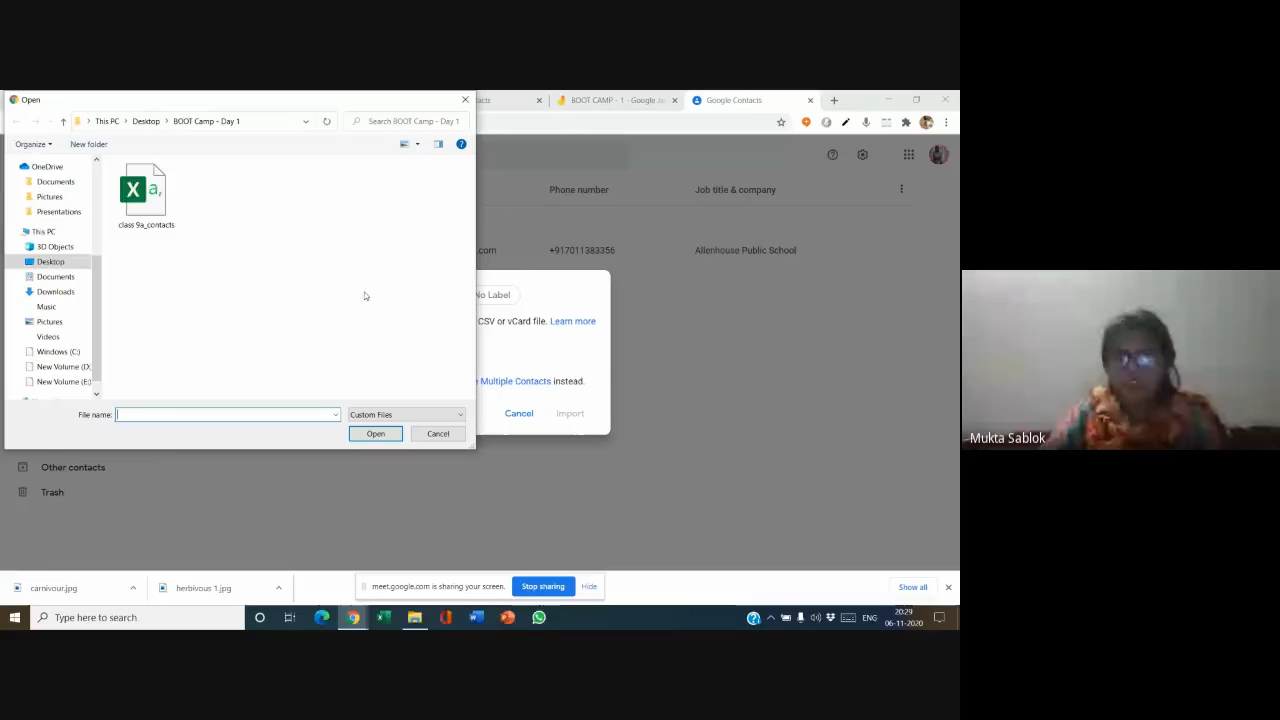 Open
acts
BOOT CAMP - 1 - Google Ja
Google Contacts
This PC
Desktop
BOOT Camp - Day 1
Search BOOT Camp - Day 1
Organize
New folder
OneDrive
Documents
Pictures
Presentations
This PC
3D Objects
Desktop
Documents
Downloads
Music
Pictures
Videos
Windows (C:)
New Volume (D:
New Volume (E:)
X a,
class 9a_contacts
File name:
Custom Files
Open
Cancel
Phone number
Job title & company
.com
+917011383356
Allenhouse Public School
No Label
CSV or vCard file. Learn more
e Multiple Contacts instead.
Cancel
Import
Other contacts
Trash
Mukta Sablok
carnivour.jpg
herbivous 1.jpg
meet.google.com is sharing your screen.
Stop sharing
Hide
Show all
Type here to search
ENG
20:29
06-11-2020